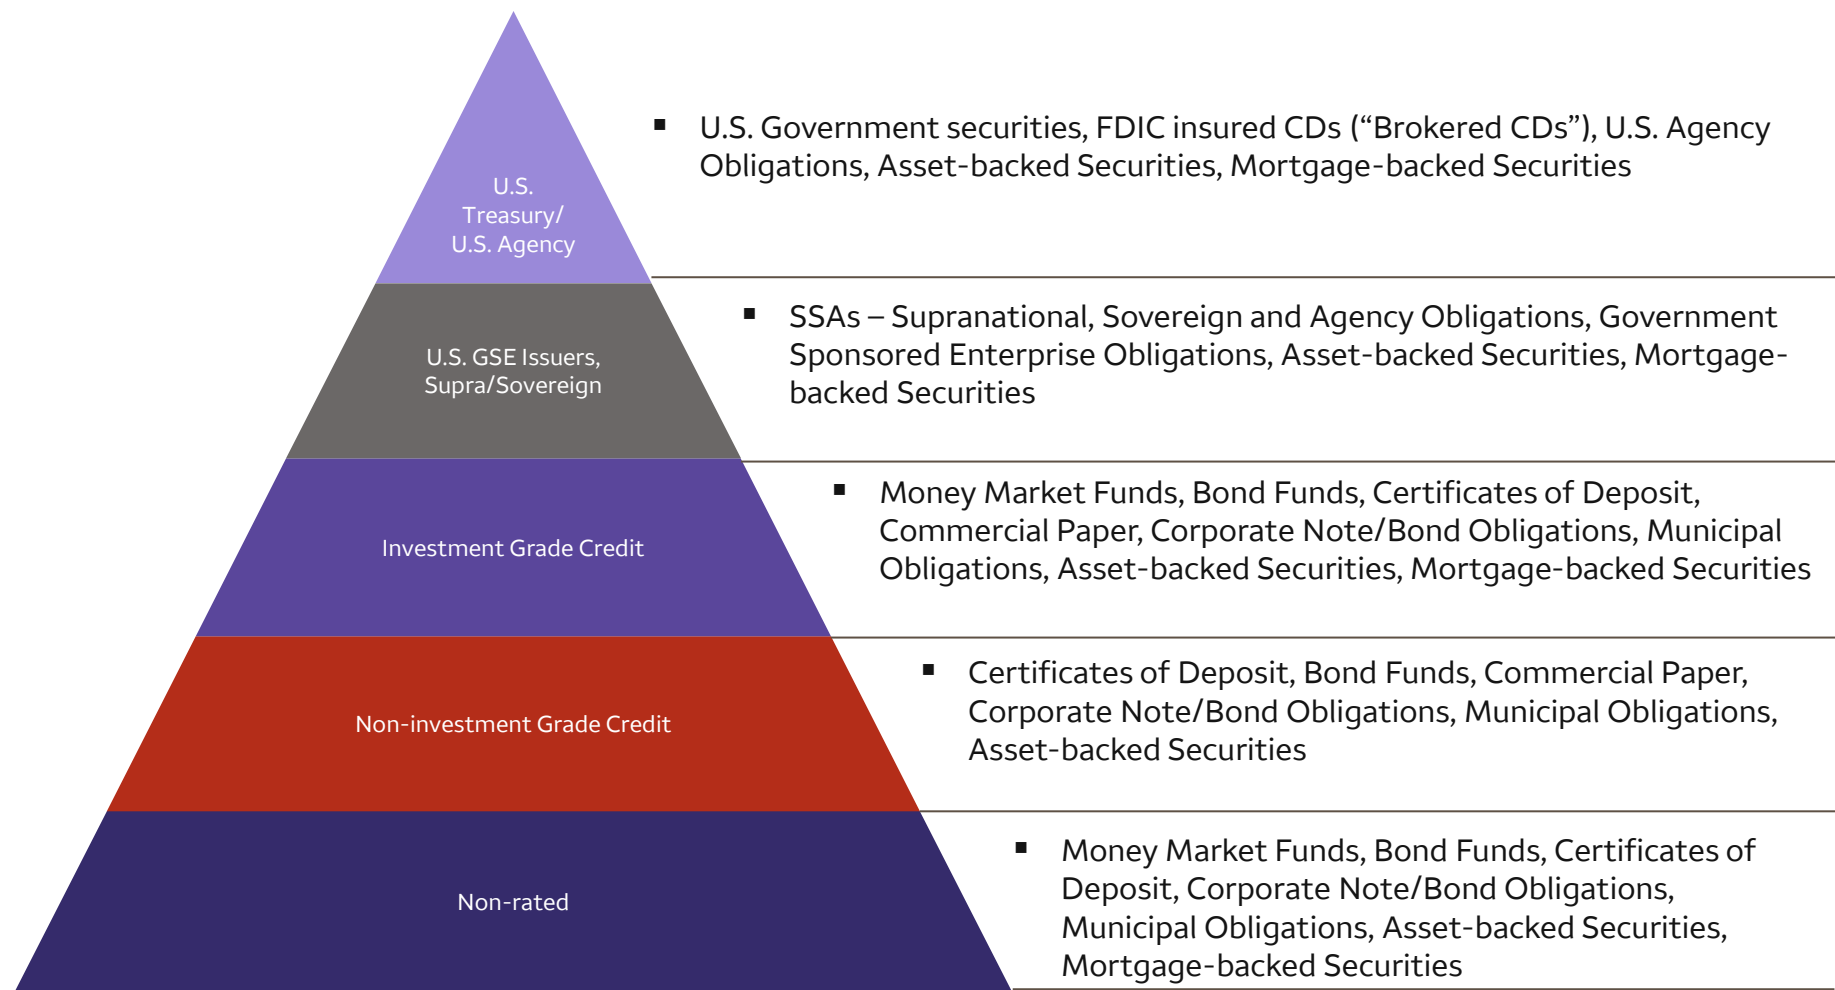 U.S.
Treasury/
U.S. Agency
▪ U.S. Government securities, FDIC insured CDs (“Brokered CDs”), U.S. Agency
Obligations, Asset-backed Securities, Mortgage-backed Securities
U.S. GSE Issuers,
Supra/Sovereign
▪ SSAs – Supranational, Sovereign and Agency Obligations, Government
Sponsored Enterprise Obligations, Asset-backed Securities, Mortgage-
backed Securities
Investment Grade Credit
▪ Money Market Funds, Bond Funds, Certificates of Deposit,
Commercial Paper, Corporate Note/Bond Obligations, Municipal
Obligations, Asset-backed Securities, Mortgage-backed Securities
Non-investment Grade Credit
▪ Certificates of Deposit, Bond Funds, Commercial Paper,
Corporate Note/Bond Obligations, Municipal Obligations,
Asset-backed Securities
Non-rated
▪ Money Market Funds, Bond Funds, Certificates of
Deposit, Corporate Note/Bond Obligations,
Municipal Obligations, Asset-backed Securities,
Mortgage-backed Securities